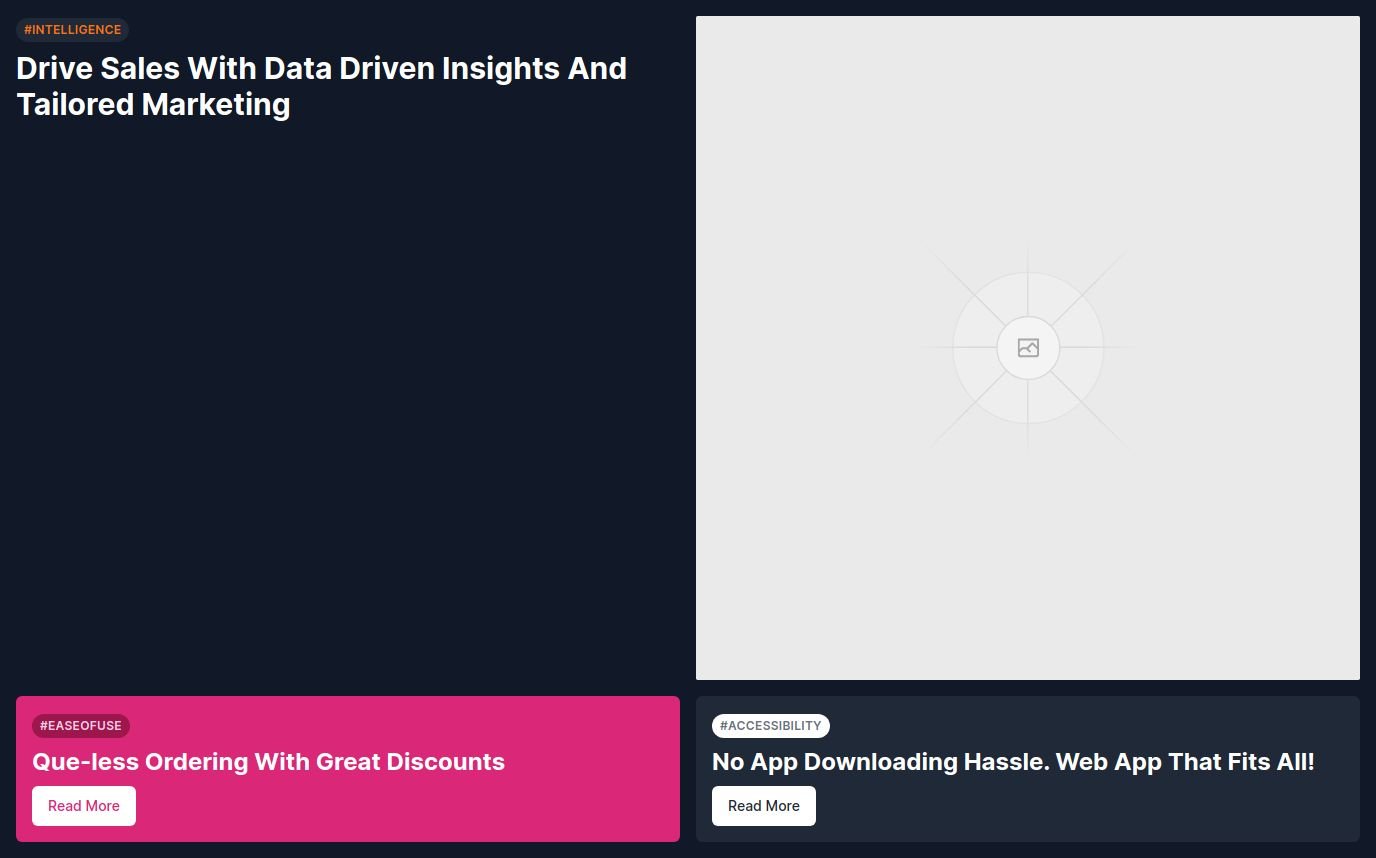 #INTELLIGENCE
Drive Sales With Data Driven Insights And
Tailored Marketing
#EASEOFUSE
Que-less Ordering With Great Discounts
Read More
#ACCESSIBILITY
No App Downloading Hassle. Web App That Fits All!
Read More